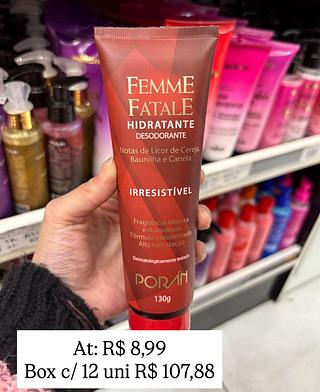 FEMME
FATALE
HIDRATANTE
DESODORANTE
Notas de Licor de Cereja,
Baunilha e Canela
IRRESISTÍVEL
Fragrância intensa
e duradoura
Fórmula concentrada
Alta hidratação
Dermatologicamente testado
PORÁN
130g
At: R$ 8,99
Box c/ 12 uni R$ 107,88